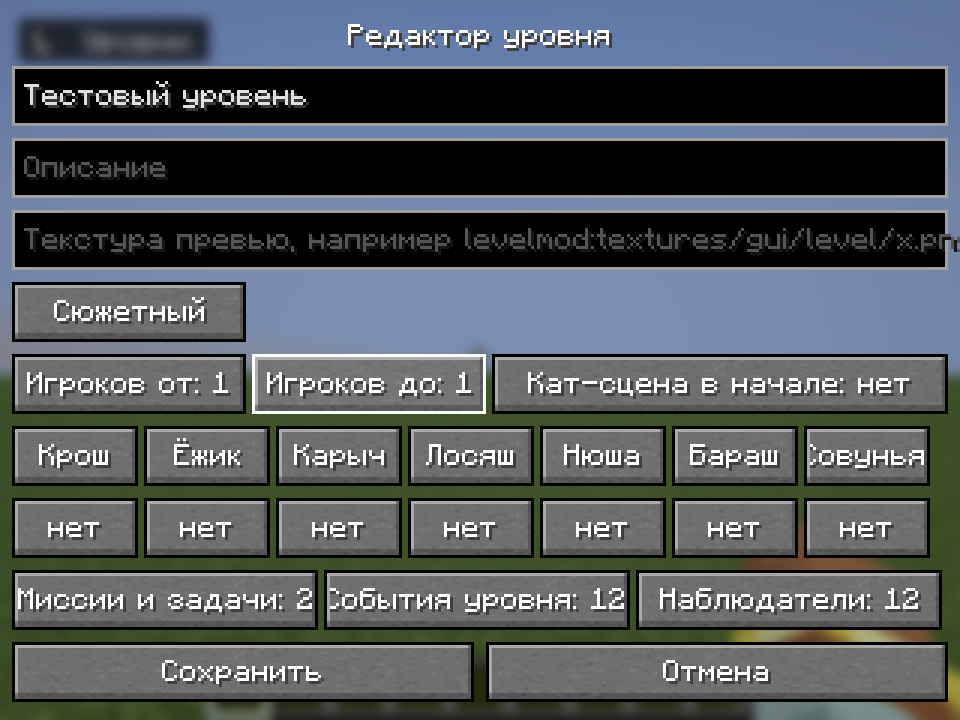 Редактор уровня
Тестовый уровень
Описание
Текстура превью, например levelmod:textures/gui/level/x.png
Сюжетный
Игроков от: 1 Игроков до: 1 Кат-сцена в начале: нет
Крош Ёжик Карыч Лосяш Нюша Бараш Совунья
нет нет нет нет нет нет нет
Миссии и задачи: 2 События уровня: 12 Наблюдатели: 12
Сохранить Отмена